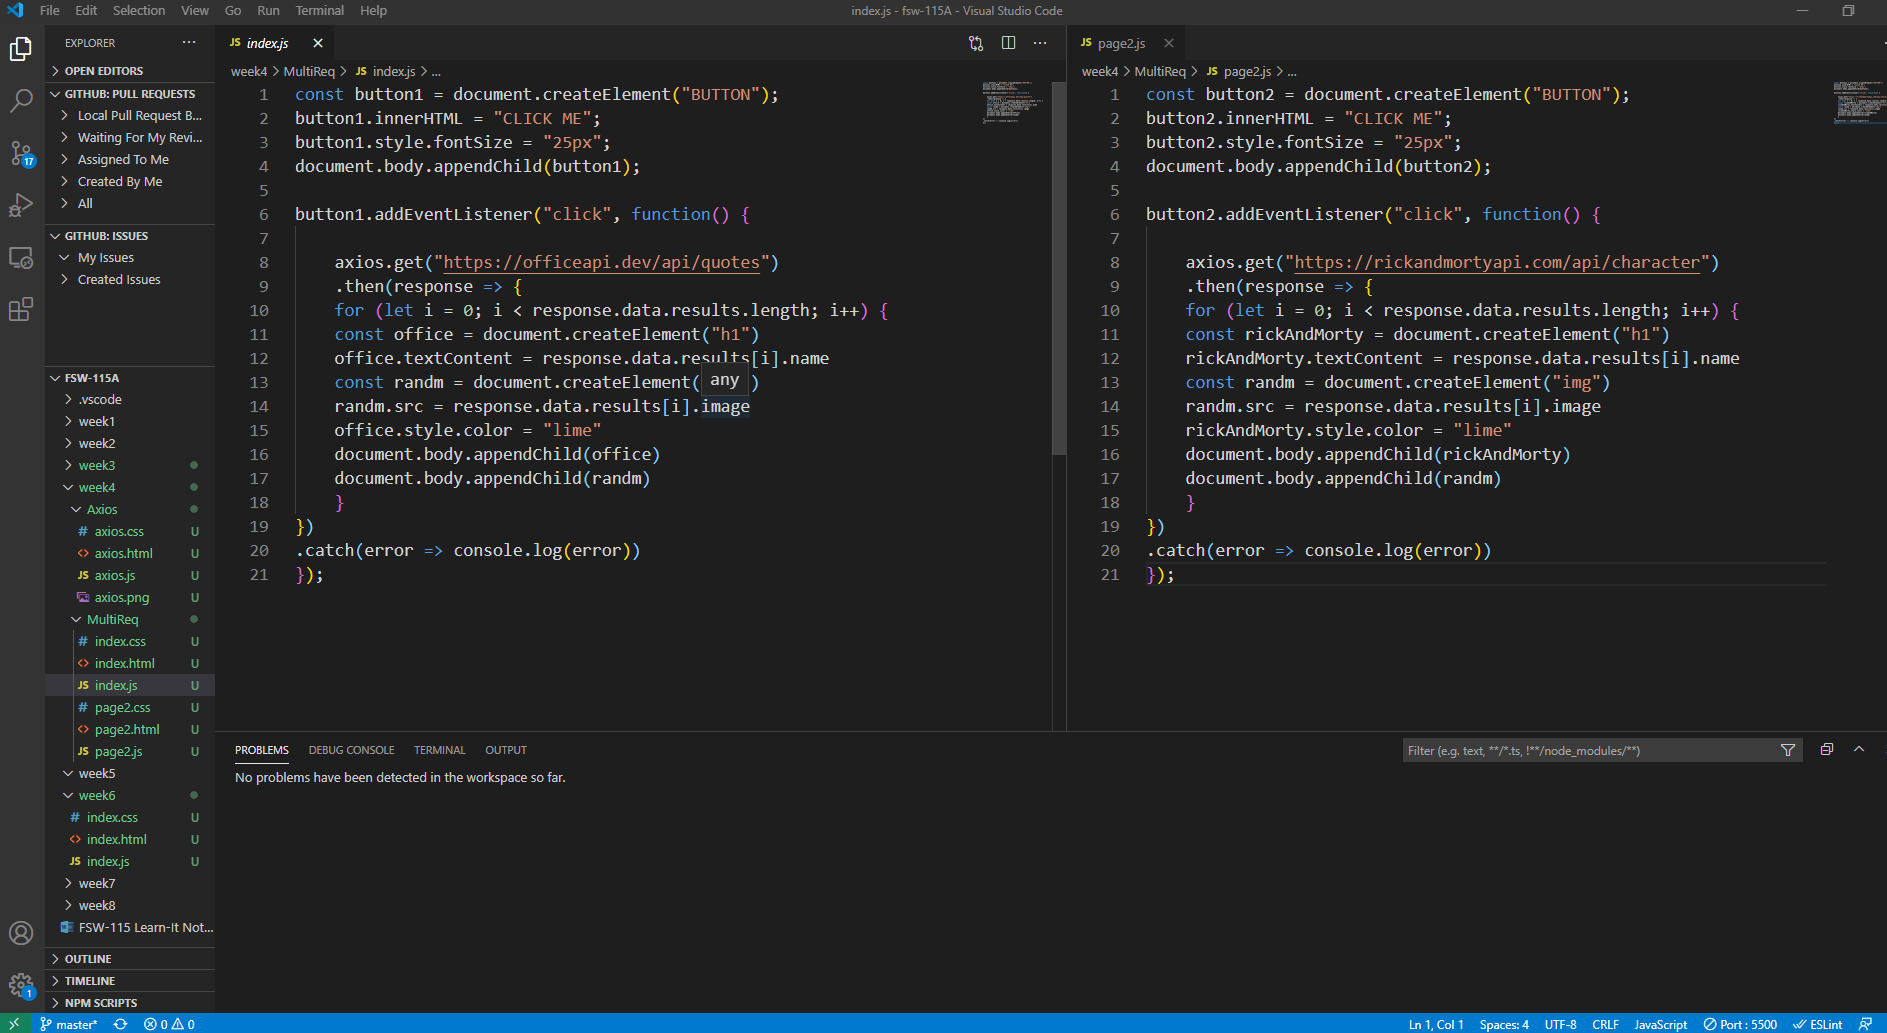 File Edit Selection View Go Run Terminal Help
index.js - fsw-115A - Visual Studio Code
EXPLORER
OPEN EDITORS
GITHUB: PULL REQUESTS
Local Pull Request B...
Waiting For My Revi...
Assigned To Me
Created By Me
All
GITHUB: ISSUES
My Issues
Created Issues
FSW-115A
.vscode
week1
week2
week3
week4
Axios
# axios.css U
<> axios.html U
JS axios.js U
axios.png U
MultiReq
# index.css U
<> index.html U
JS index.js U
# page2.css U
<> page2.html U
JS page2.js U
week5
week6
# index.css U
<> index.html U
JS index.js U
week7
week8
FSW-115 Learn-It Not...
OUTLINE
TIMELINE
NPM SCRIPTS
17
1
JS index.js
week4 > MultiReq > JS index.js > ...
1 const button1 = document.createElement("BUTTON");
2 button1.innerHTML = "CLICK ME";
3 button1.style.fontSize = "25px";
4 document.body.appendChild(button1);
5
6 button1.addEventListener("click", function() {
7
8 axios.get("https://officeapi.dev/api/quotes")
9 .then(response => {
10 for (let i = 0; i < response.data.results.length; i++) {
11 const office = document.createElement("h1")
12 office.textContent = response.data.results[i].name
13 const randm = document.createElement( )
any
14 randm.src = response.data.results[i].image
15 office.style.color = "lime"
16 document.body.appendChild(office)
17 document.body.appendChild(randm)
18 }
19 })
20 .catch(error => console.log(error))
21 });
JS page2.js
week4 > MultiReq > JS page2.js > ...
1 const button2 = document.createElement("BUTTON");
2 button2.innerHTML = "CLICK ME";
3 button2.style.fontSize = "25px";
4 document.body.appendChild(button2);
5
6 button2.addEventListener("click", function() {
7
8 axios.get("https://rickandmortyapi.com/api/character")
9 .then(response => {
10 for (let i = 0; i < response.data.results.length; i++) {
11 const rickAndMorty = document.createElement("h1")
12 rickAndMorty.textContent = response.data.results[i].name
13 const randm = document.createElement("img")
14 randm.src = response.data.results[i].image
15 rickAndMorty.style.color = "lime"
16 document.body.appendChild(rickAndMorty)
17 document.body.appendChild(randm)
18 }
19 })
20 .catch(error => console.log(error))
21 });
PROBLEMS DEBUG CONSOLE TERMINAL OUTPUT
Filter (e.g. text, **/*.ts, !**/node_modules/**)
No problems have been detected in the workspace so far.
master* 0 0
Ln 1, Col 1 Spaces: 4 UTF-8 CRLF JavaScript Port : 5500 ESLint